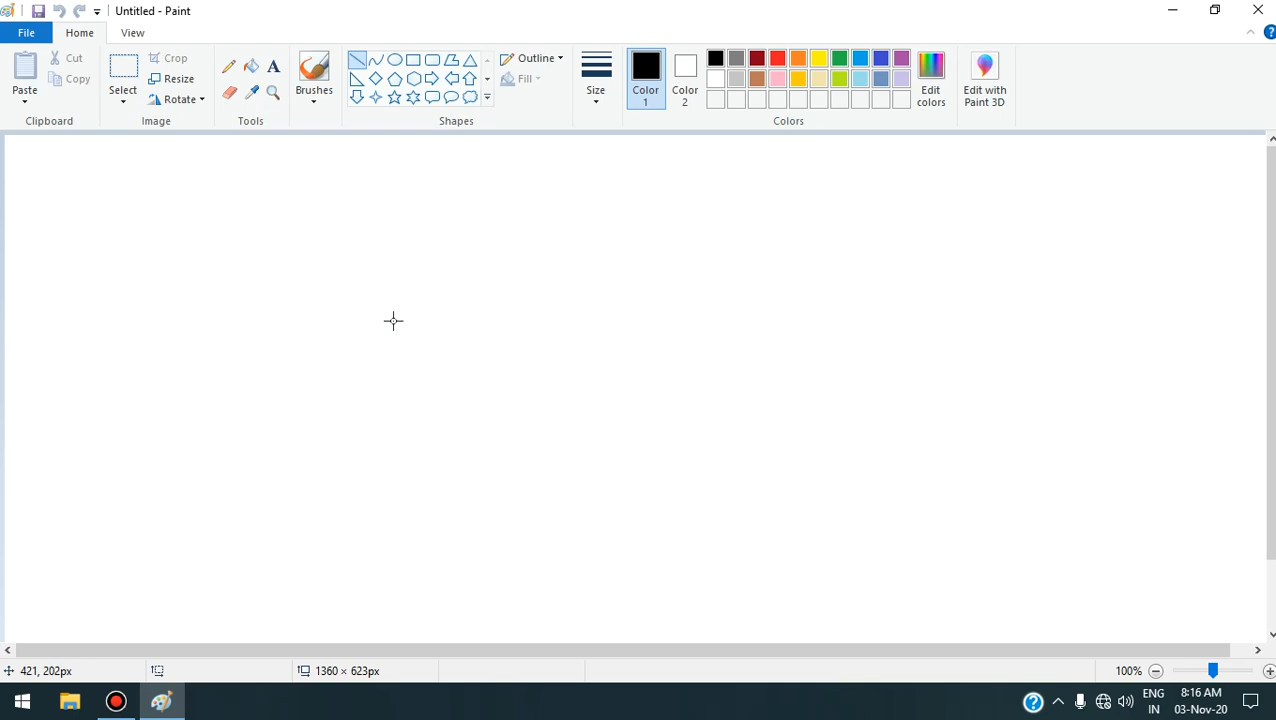 Untitled - Paint
File Home View
Paste
Clipboard
Cut
Copy
Select
Crop
Resize
Rotate
Image
A
Tools
Brushes
Shapes
Outline
Fill
Size
Color 1
Color 2
Edit colors
Colors
Edit with Paint 3D
421, 202px
1360 × 623px
100%
ENG
IN
8:16 AM
03-Nov-20